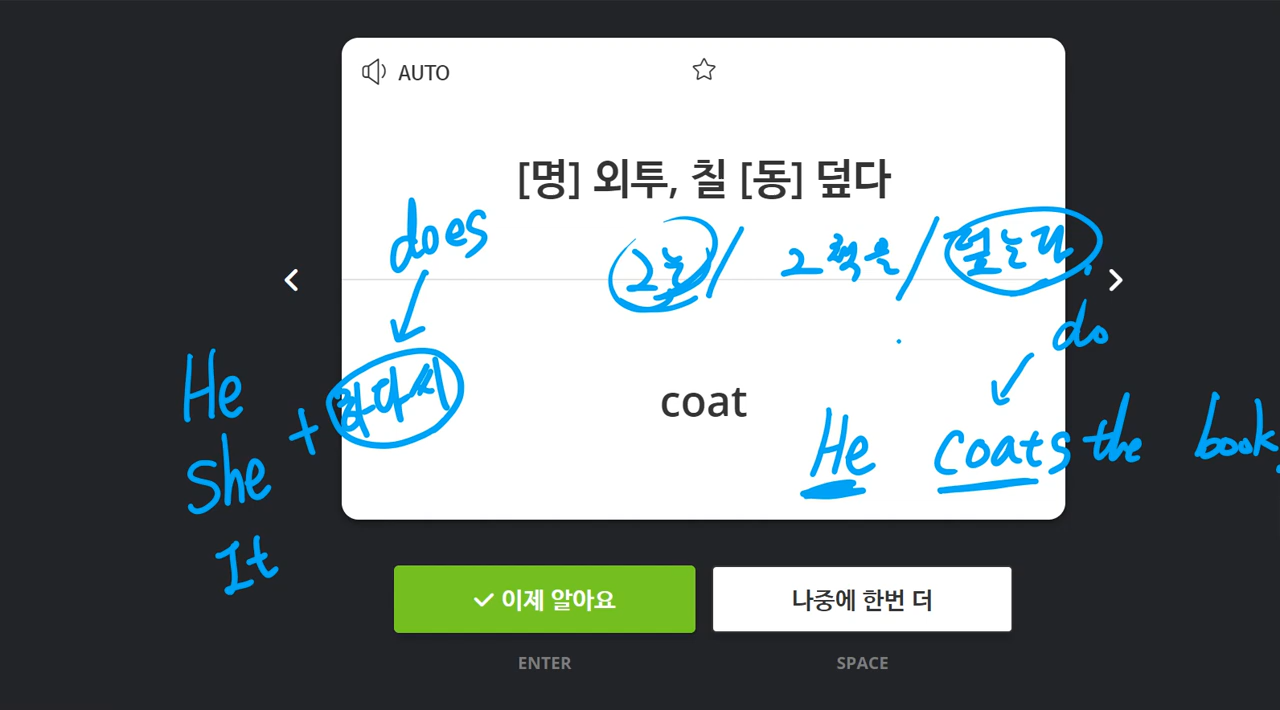 AUTO
[명] 외투, 칠 [동] 덮다
does
그는 / 그 책을 / 덮는다.
do
He
She
It
+ 하다씨
coat
He coats the book.
이제 알아요
나중에 한번 더
ENTER
SPACE